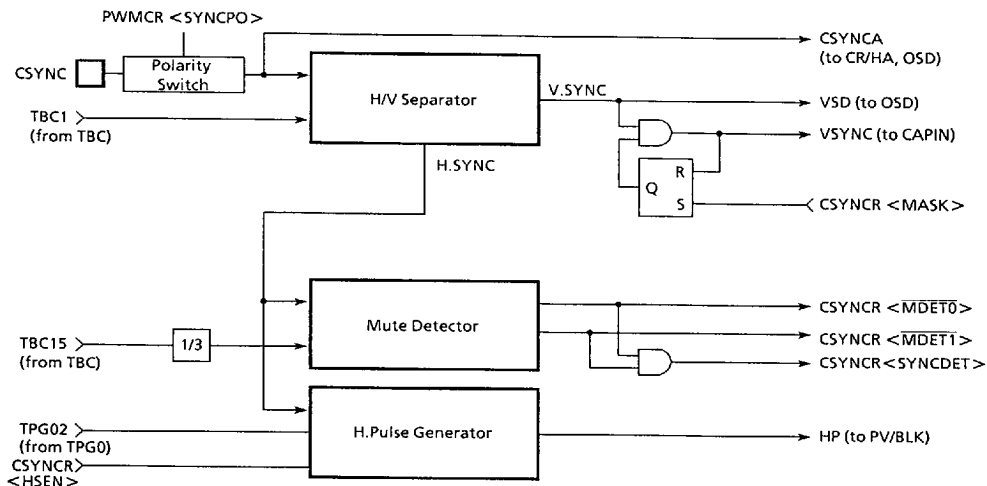 PWMCR <SYNCPO>
CSYNC
Polarity
Switch
CSYNCA
(to CR/HA, OSD)
TBC1
(from TBC)
H/V Separator
V.SYNC
VSD (to OSD)
VSYNC (to CAPIN)
H.SYNC
R
Q
S
CSYNCR <MASK>
Mute Detector
CSYNCR <MDET0>
CSYNCR <MDET1>
CSYNCR<SYNCDET>
TBC15
(from TBC)
1/3
TPG02
(from TPG0)
H.Pulse Generator
HP (to PV/BLK)
CSYNCR
<HSEN>